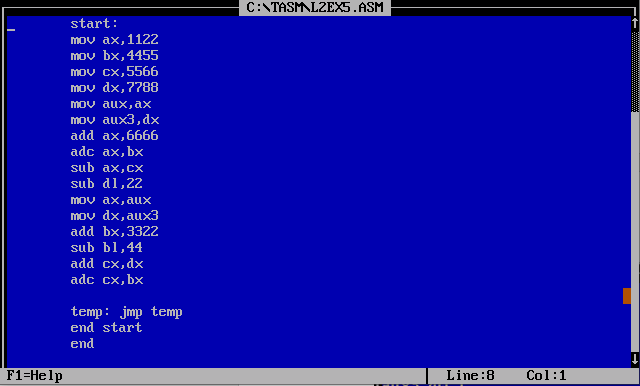 C:\TASM\L2EX5.ASM
start:
mov ax,1122
mov bx,4455
mov cx,5566
mov dx,7788
mov aux,ax
mov aux3,dx
add ax,6666
adc ax,bx
sub ax,cx
sub dl,22
mov ax,aux
mov dx,aux3
add bx,3322
sub bl,44
add cx,dx
adc cx,bx
temp: jmp temp
end start
end
F1=Help Line:8 Col:1